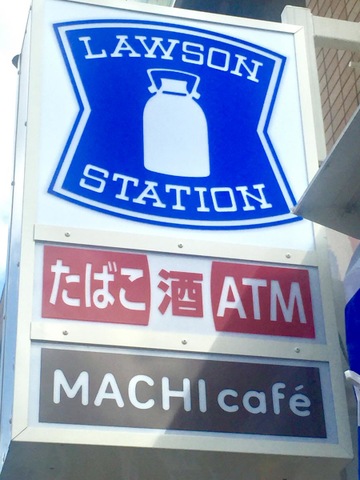 LAWSON
STATION
たばこ 酒 ATM
MACHI café